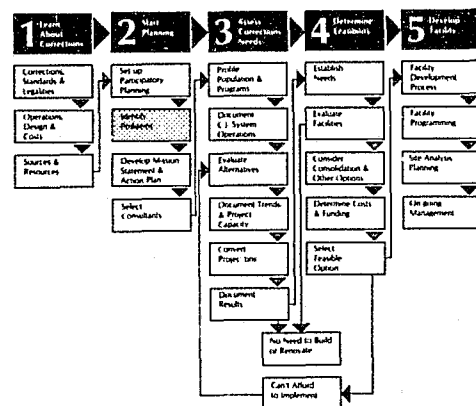 1 Learn
About
Corrections
2 Start
Planning
3 Assess
Corrections
Needs
4 Determine
Feasibility
5 Develop
Facility
Corrections,
Standards &
Legalities
Operations,
Design &
Costs
Sources &
Resources
Set up
Participatory
Planning
Identify
Problems
Develop Mission
Statement &
Action Plan
Select
Consultants
Profile
Population &
Programs
Document
C.J. System
Operations
Evaluate
Alternatives
Document Trends
& Project
Capacity
Convert
Projections
Document
Results
Establish
Needs
Evaluate
Facilities
Consider
Consolidation &
Other Options
Determine Costs
& Funding
Select
Feasible
Option
No Need to Build
or Renovate
Can't Afford
to Implement
Facility
Development
Process
Facility
Programming
Site Analysis
Planning
On-going
Management